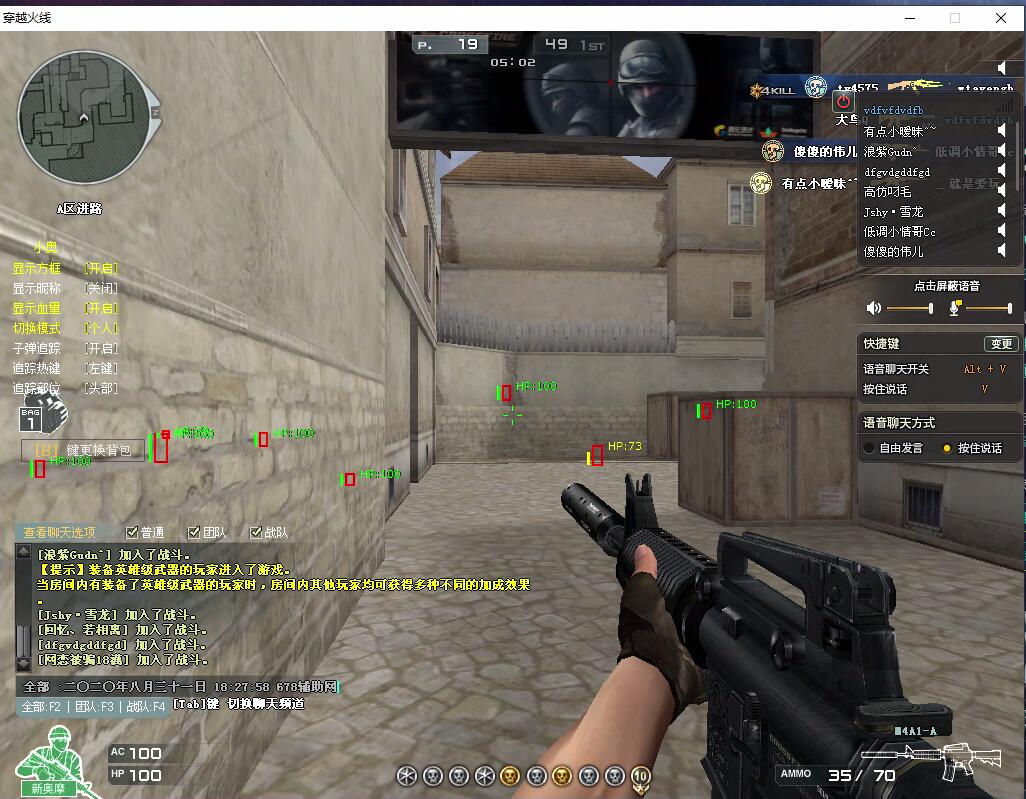 穿越火线
P. 19 49 1ST
05:02
4KILL tv4575
vdfvfdvdfb
有点小暧昧^^
浪紫Gudn^
dfgvdgddfgd
高仿叼毛
Jshy·雪龙
低调小情哥Cc
傻傻的伟儿
傻傻的伟儿
有点小暧昧^
A区进路
小奥
显示方框 [开启]
显示昵称 [关闭]
显示血量 [开启]
切换模式 [个人]
子弹追踪 [开启]
追踪热键 [左键]
追踪部位 [头部]
BAG
1
[B] 键更换背包
HP:100
HP:100
HP:100
HP:100
HP:100
HP:73
点击屏蔽语音
快捷键 变更
语音聊天开关 Alt + V
按住说话 V
语音聊天方式
自由发言 按住说话
查看聊天选项 普通 团队 战队
[浪紫Gudn^] 加入了战斗。
【提示】装备英雄级武器的玩家进入了游戏。
当房间内有装备了英雄级武器的玩家时，房间内其他玩家均可获得多种不同的加成效果
。
[Jshy·雪龙] 加入了战斗。
[回忆、若相离] 加入了战斗。
[dfgvdgddfgd] 加入了战斗。
[网恋被骗18满] 加入了战斗。
全部 :二〇二〇年八月三十一日 18:27:58 678辅助网
全部:F2 | 团队:F3 | 战队:F4 [Tab]键 切换聊天频道
AC 100
HP 100
新奥摩
10
M4A1-A
AMMO 35/ 70